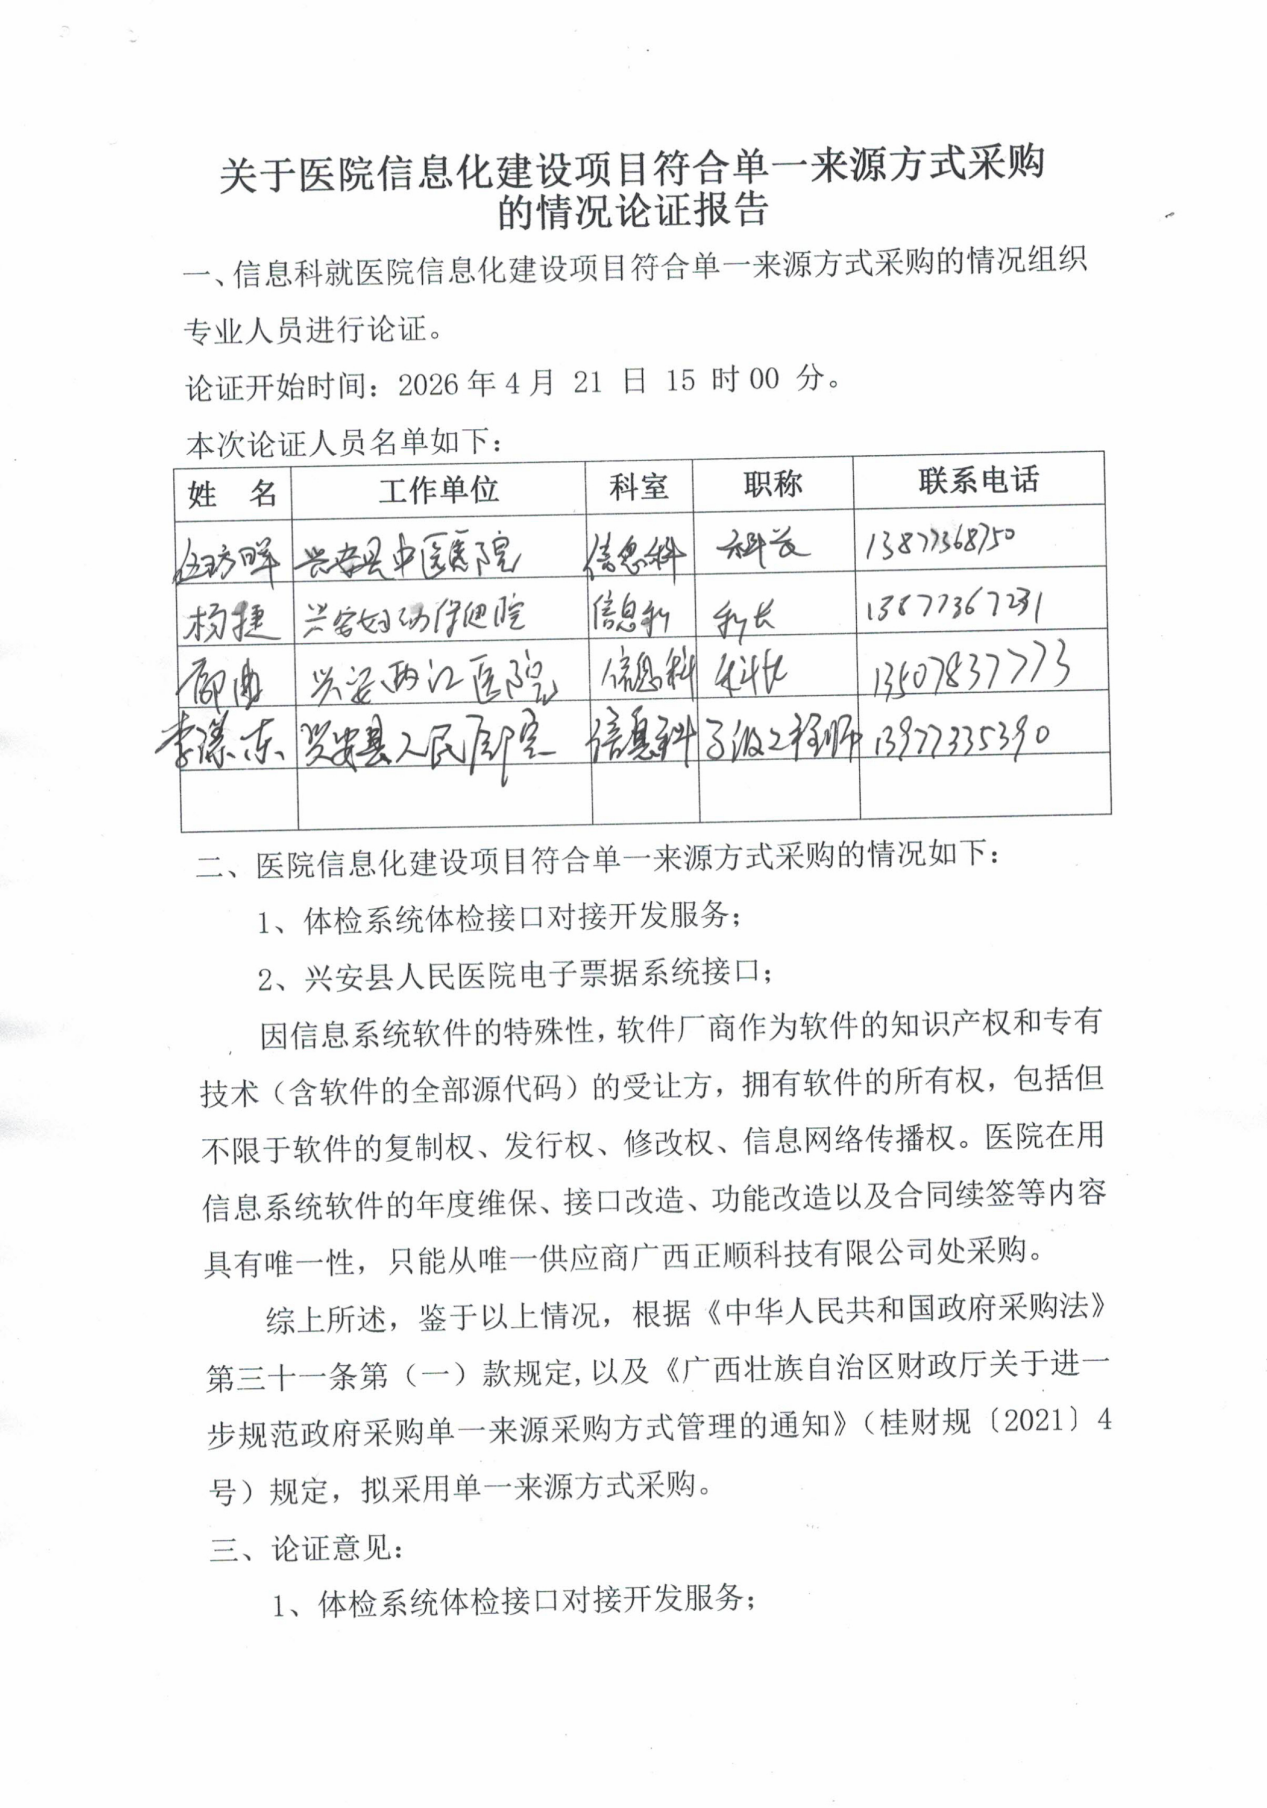 关于医院信息化建设项目符合单一来源方式采购
的情况论证报告
一、信息科就医院信息化建设项目符合单一来源方式采购的情况组织
专业人员进行论证。
论证开始时间：2026年4月 21 日 15 时00 分。
本次论证人员名单如下：
姓 名 工作单位 科室 职称 联系电话
兴安县中医医院 信息科 科长 13877368750
杨捷 兴安妇幼保健院 信息科 科长 13877367231
兴安两江医院 信息科 科长 13507837773
李漾东 兴安县人民医院 信息科 工程师 13977335390
二、医院信息化建设项目符合单一来源方式采购的情况如下：
1、体检系统体检接口对接开发服务；
2、兴安县人民医院电子票据系统接口；
因信息系统软件的特殊性，软件厂商作为软件的知识产权和专有
技术（含软件的全部源代码）的受让方，拥有软件的所有权，包括但
不限于软件的复制权、发行权、修改权、信息网络传播权。医院在用
信息系统软件的年度维保、接口改造、功能改造以及合同续签等内容
具有唯一性，只能从唯一供应商广西正顺科技有限公司处采购。
综上所述，鉴于以上情况，根据《中华人民共和国政府采购法》
第三十一条第（一）款规定,以及《广西壮族自治区财政厅关于进一
步规范政府采购单一来源采购方式管理的通知》（桂财规〔2021〕4
号）规定，拟采用单一来源方式采购。
三、论证意见：
1、体检系统体检接口对接开发服务；